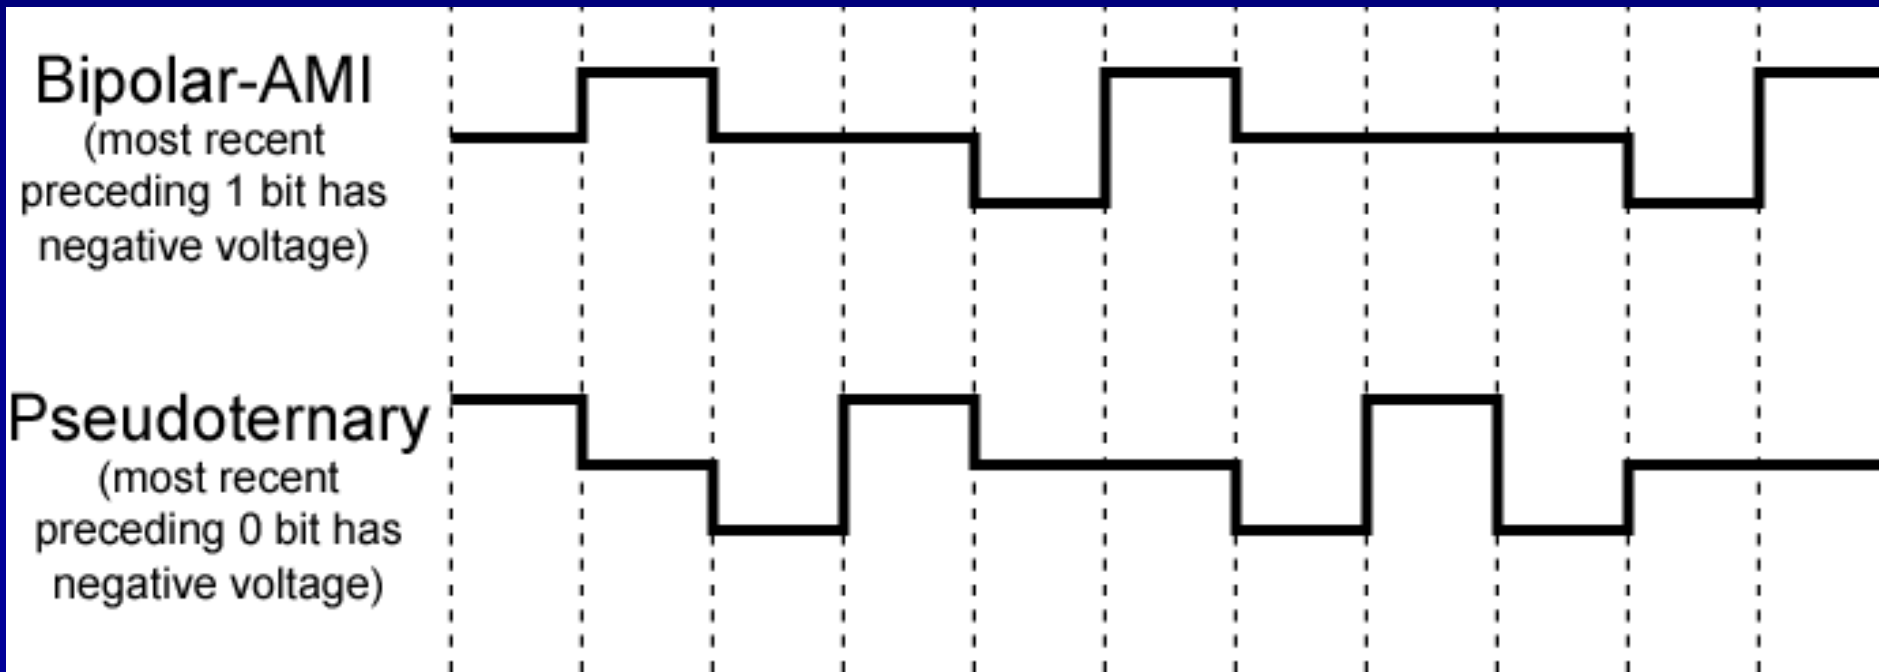 Bipolar-AMI
(most recent
preceding 1 bit has
negative voltage)
Pseudoternary
(most recent
preceding 0 bit has
negative voltage)